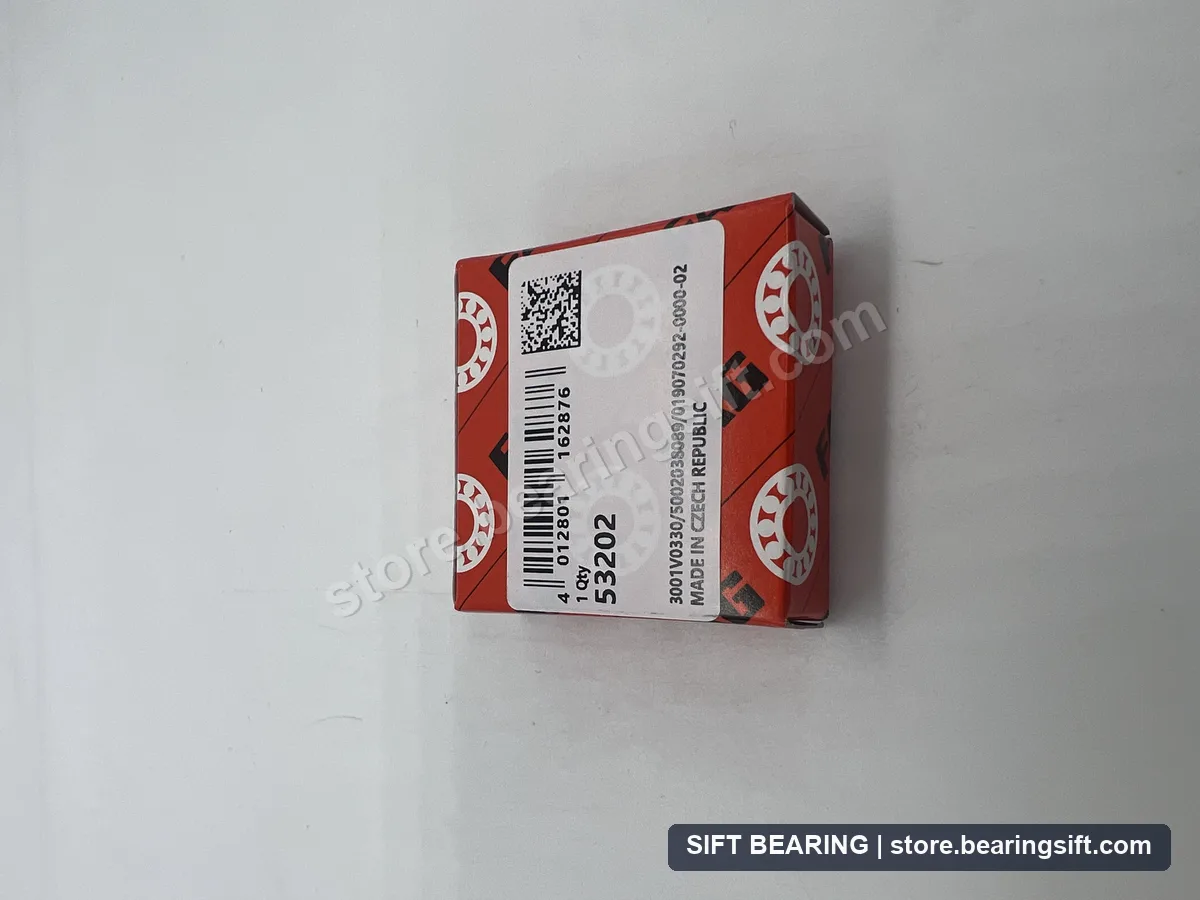 4 012801 162876
1 Qty
53202
3001V0330/5002038089/019070292-0000-02
MADE IN CZECH REPUBLIC
store.bearingsift.com
SIFT BEARING | store.bearingsift.com